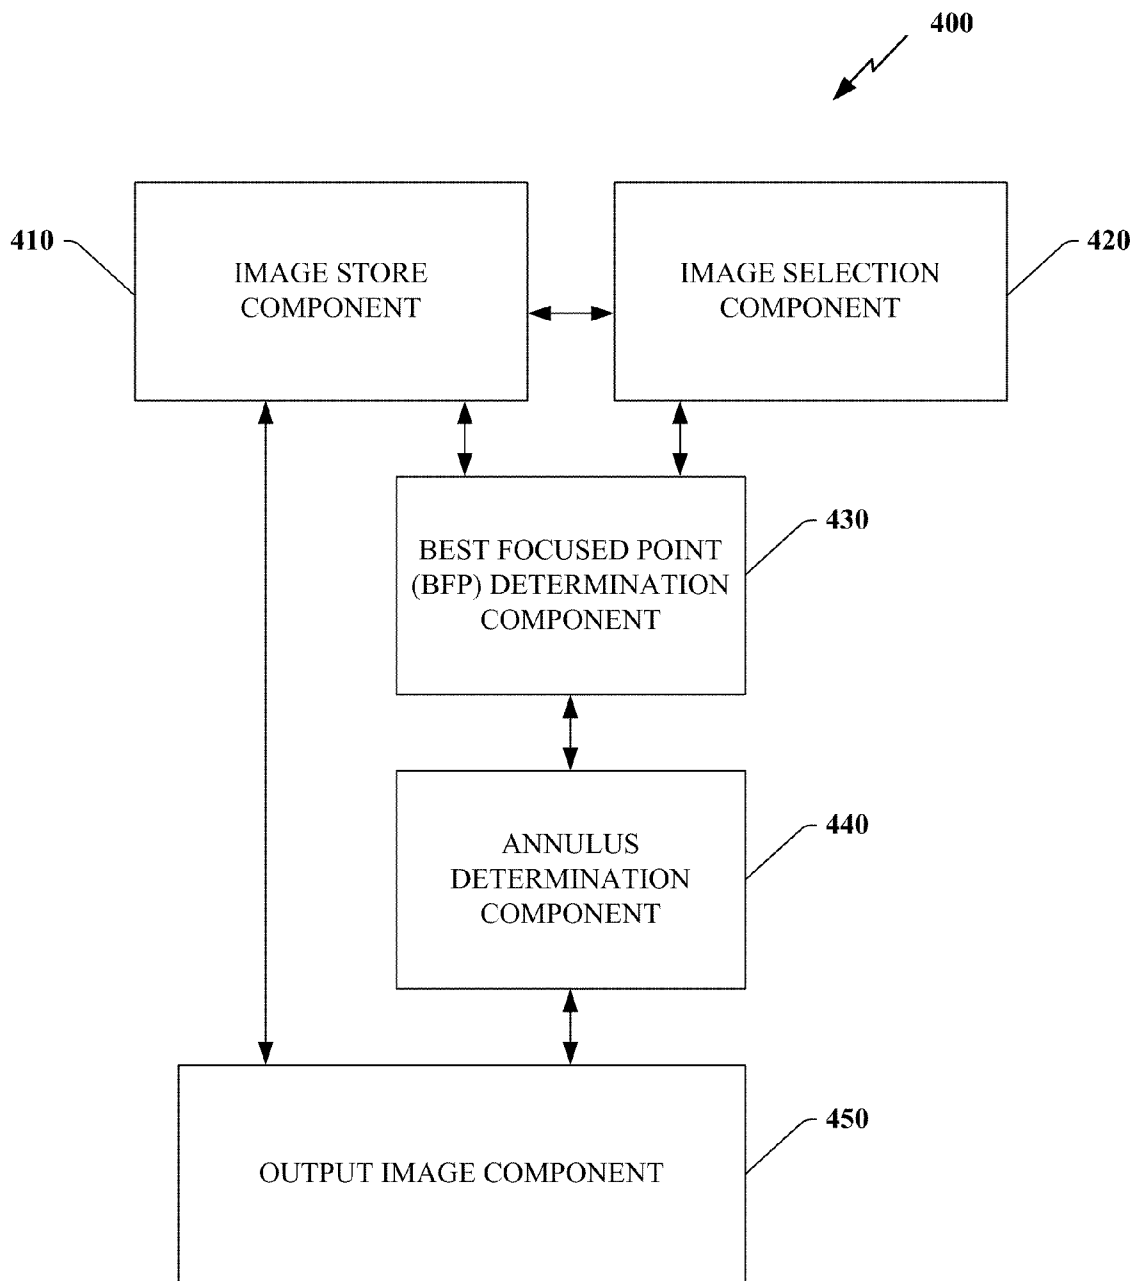 400
410
IMAGE STORE
COMPONENT
IMAGE SELECTION
COMPONENT
420
BEST FOCUSED POINT
(BFP) DETERMINATION
COMPONENT
430
ANNULUS
DETERMINATION
COMPONENT
440
OUTPUT IMAGE COMPONENT
450